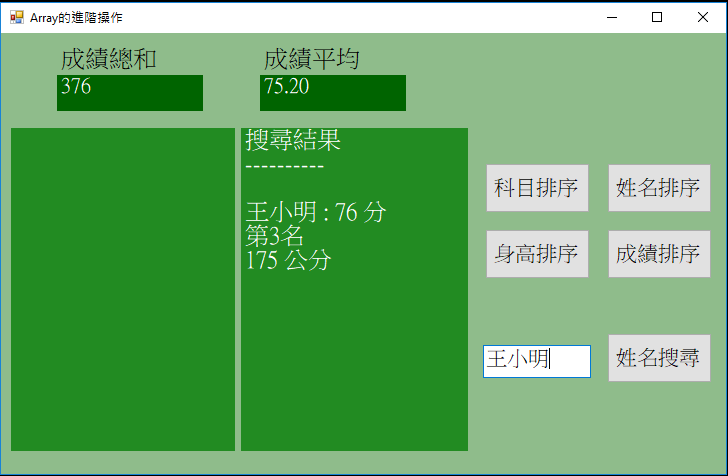 Array的進階操作
成績總和
成績平均
376
75.20
搜尋結果
----------
王小明 : 76 分
第3名
175 公分
科目排序
姓名排序
身高排序
成績排序
王小明
姓名搜尋